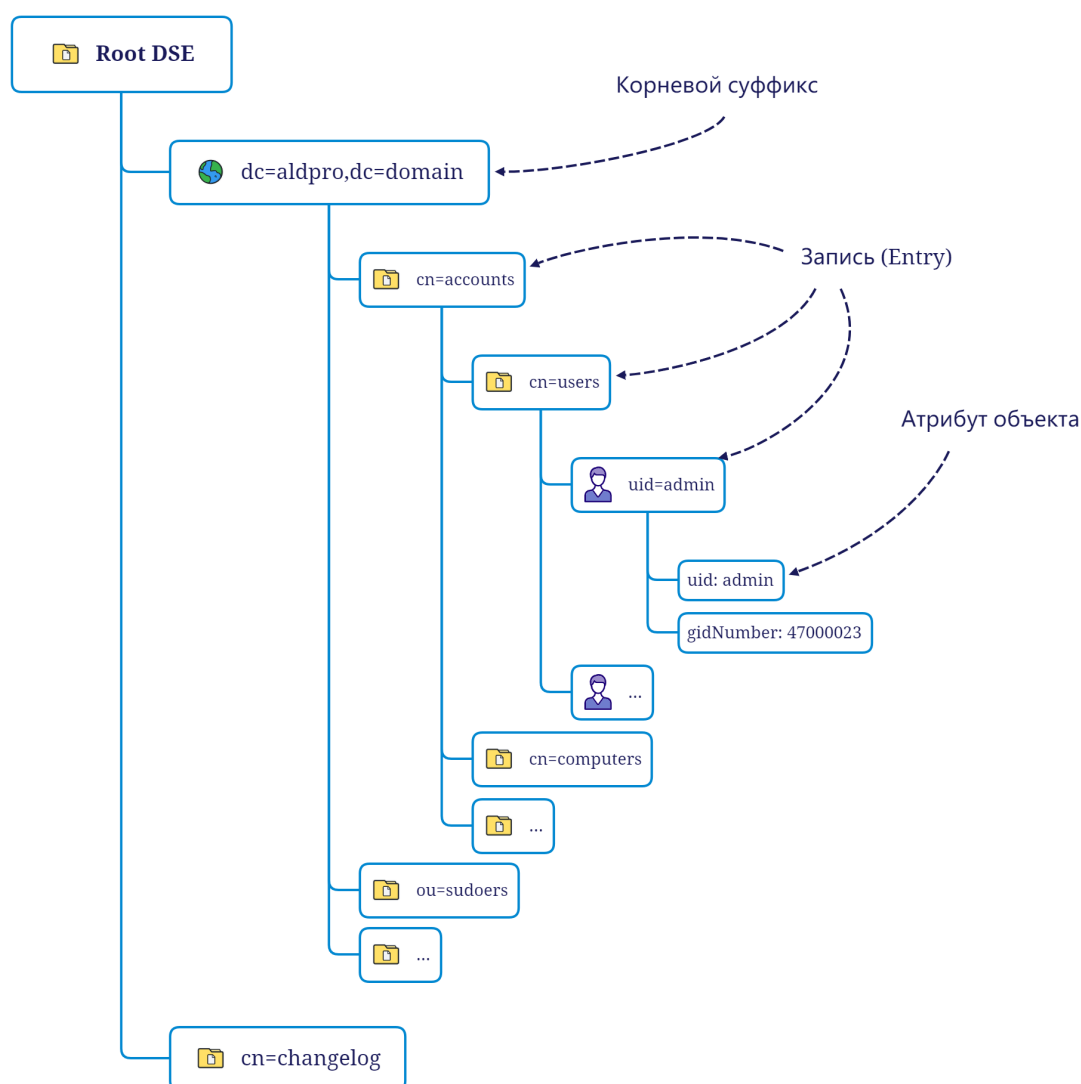 Root DSE
Корневой суффикс
dc=aldpro,dc=domain
Запись (Entry)
cn=accounts
cn=users
Атрибут объекта
uid=admin
uid: admin
gidNumber: 47000023
...
cn=computers
...
ou=sudoers
...
cn=changelog